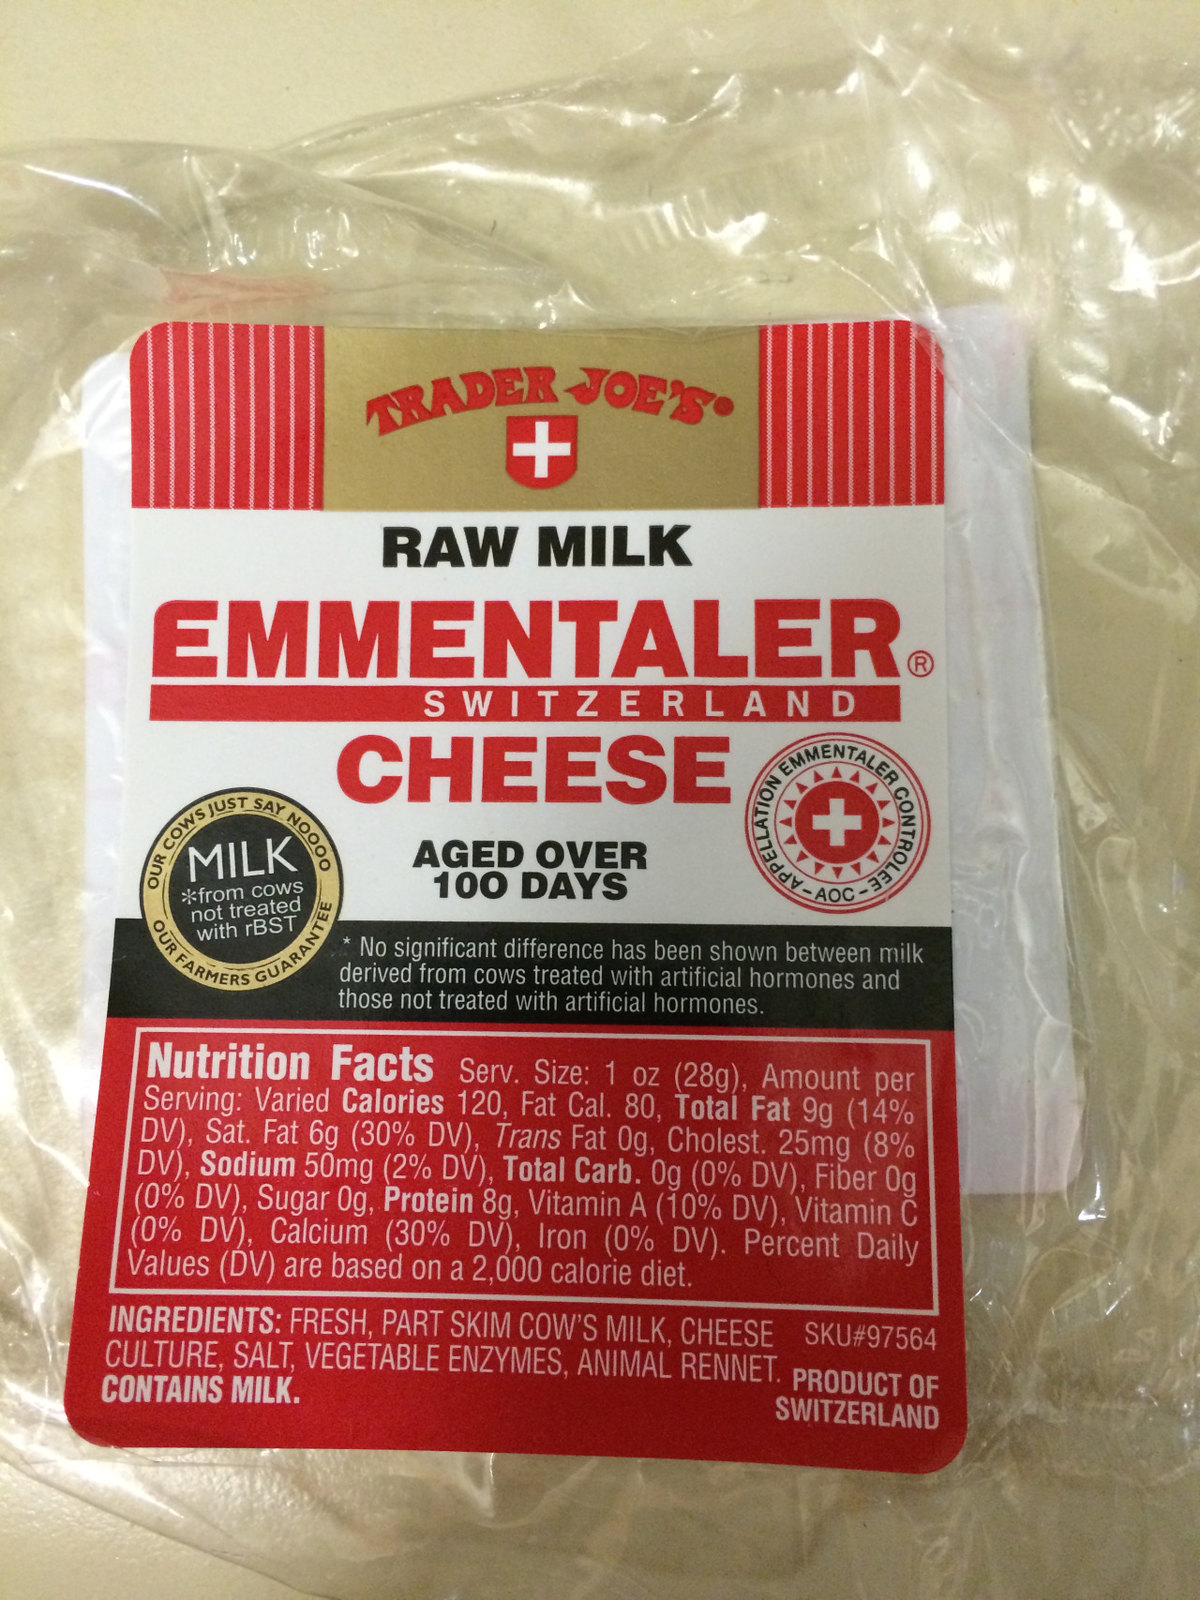 TRADER JOE'S®
RAW MILK
EMMENTALER®
SWITZERLAND
CHEESE
APPELLATION EMMENTALER CONTROLEE
-AOC-
AGED OVER
100 DAYS
OUR COWS JUST SAY NOOOO
MILK
*from cows
not treated
with rBST
OUR FARMERS GUARANTEE
* No significant difference has been shown between milk
derived from cows treated with artificial hormones and
those not treated with artificial hormones.
Nutrition Facts Serv. Size: 1 oz (28g), Amount per
Serving: Varied Calories 120, Fat Cal. 80, Total Fat 9g (14%
DV), Sat. Fat 6g (30% DV), Trans Fat 0g, Cholest. 25mg (8%
DV), Sodium 50mg (2% DV), Total Carb. 0g (0% DV), Fiber 0g
(0% DV), Sugar 0g, Protein 8g, Vitamin A (10% DV), Vitamin C
(0% DV), Calcium (30% DV), Iron (0% DV). Percent Daily
Values (DV) are based on a 2,000 calorie diet.
INGREDIENTS: FRESH, PART SKIM COW'S MILK, CHEESE
CULTURE, SALT, VEGETABLE ENZYMES, ANIMAL RENNET.
CONTAINS MILK.
SKU#97564
PRODUCT OF
SWITZERLAND